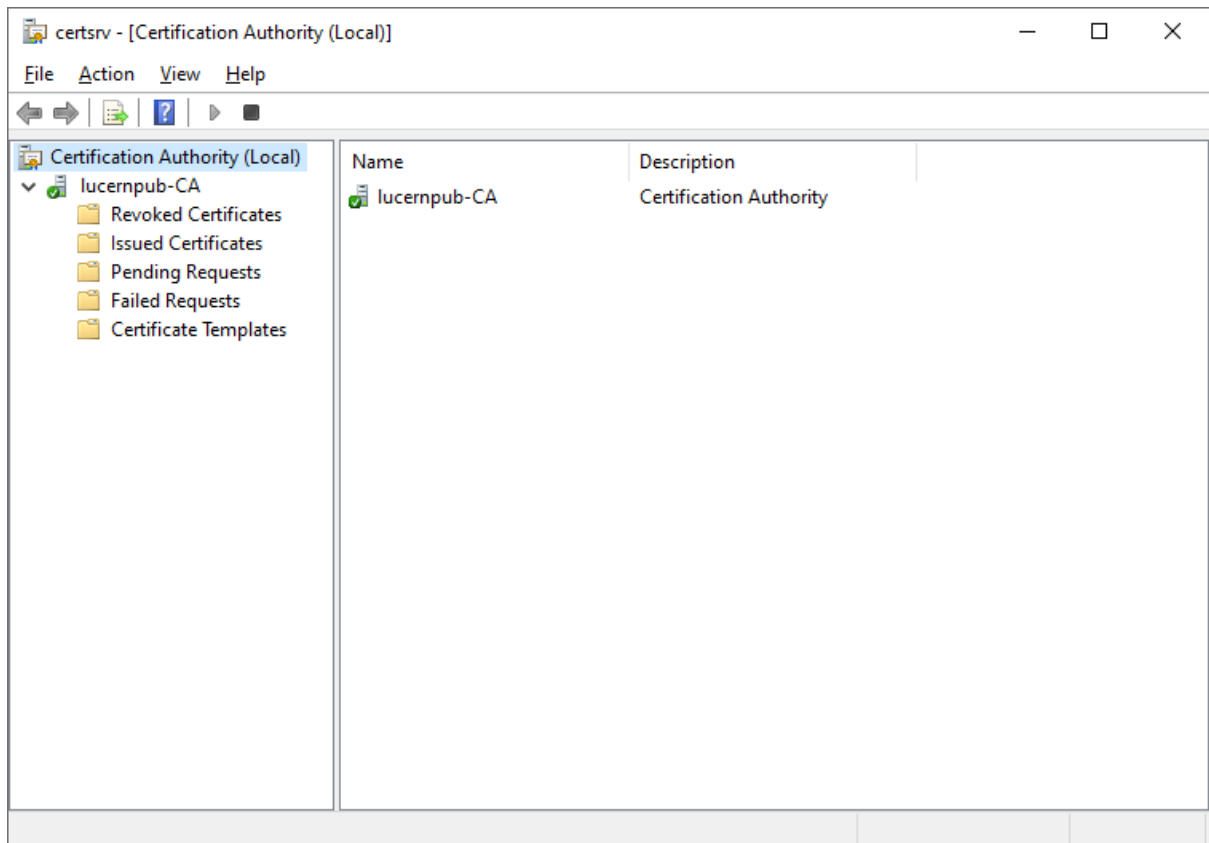 certsrv - [Certification Authority (Local)]
File Action View Help
Certification Authority (Local)
lucernpub-CA
Revoked Certificates
Issued Certificates
Pending Requests
Failed Requests
Certificate Templates
Name Description
lucernpub-CA Certification Authority